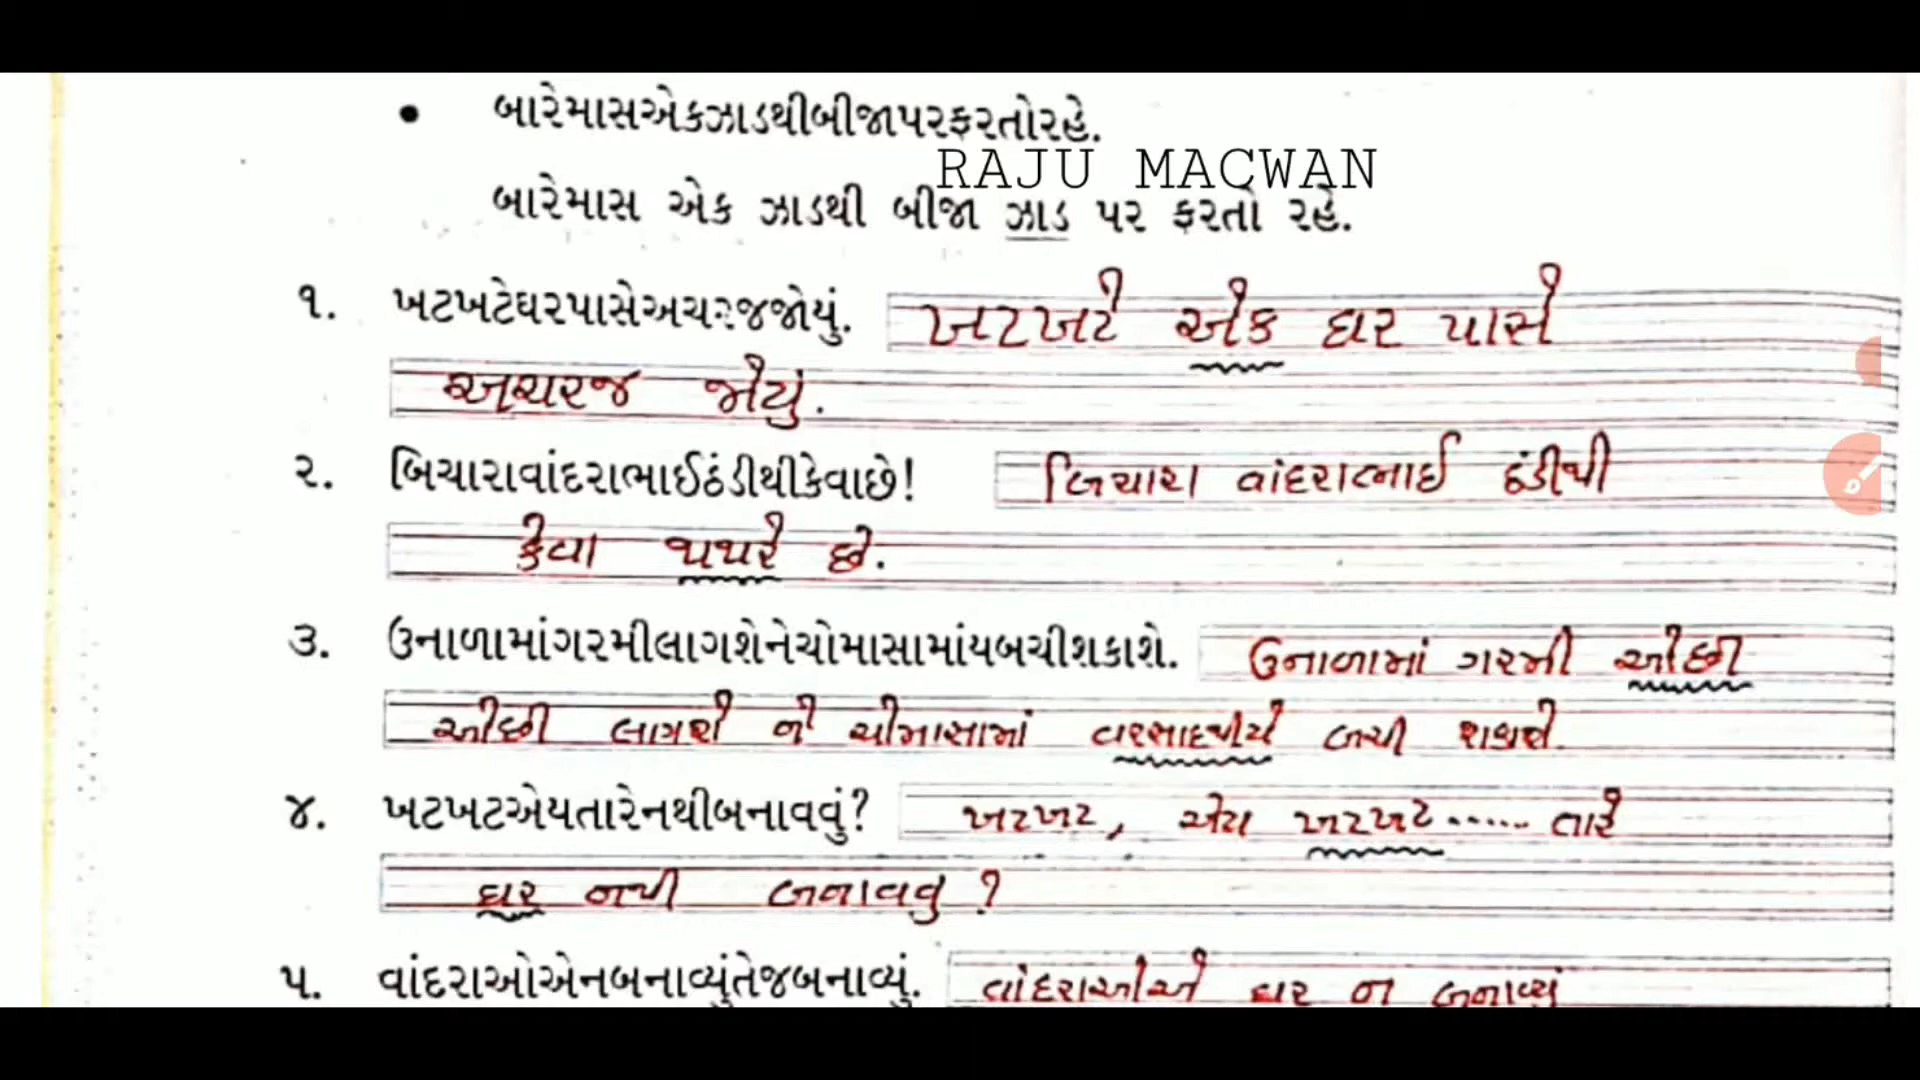 • બારેમાસએકઝાડથીબીજાપરફરતોરહે.
RAJU MACWAN
બારેમાસ એક ઝાડથી બીજા ઝાડ પર ફરતો રહે.
૧. ખટખટેઘરપાસેઅચરજજોયું. ખટખટે એક ઘર પાસે
અચરજ જોયું.
૨. બિચારાવાંદરાભાઈઠંડીથીકેવાછે! બિચારા વાંદરાભાઈ ઠંડીથી
કેવા થથરે છે.
૩. ઉનાળામાંગરમીલાગશેનેચોમાસામાંયબચીશકાશે. ઉનાળામાં ગરમી ઓછી
ઓછી લાગશે ને ચોમાસામાં વરસાદથીયે બચી શકાશે.
૪. ખટખટએયતારેનથીબનાવવું? ખટખટ, એય ખટખટ...... તારે
ઘર નથી બનાવવુ ?
૫. વાંદરાઓએનબનાવ્યુંતેજબનાવ્યું. વાંદરાઓએ ઘર ન બનાવ્યું